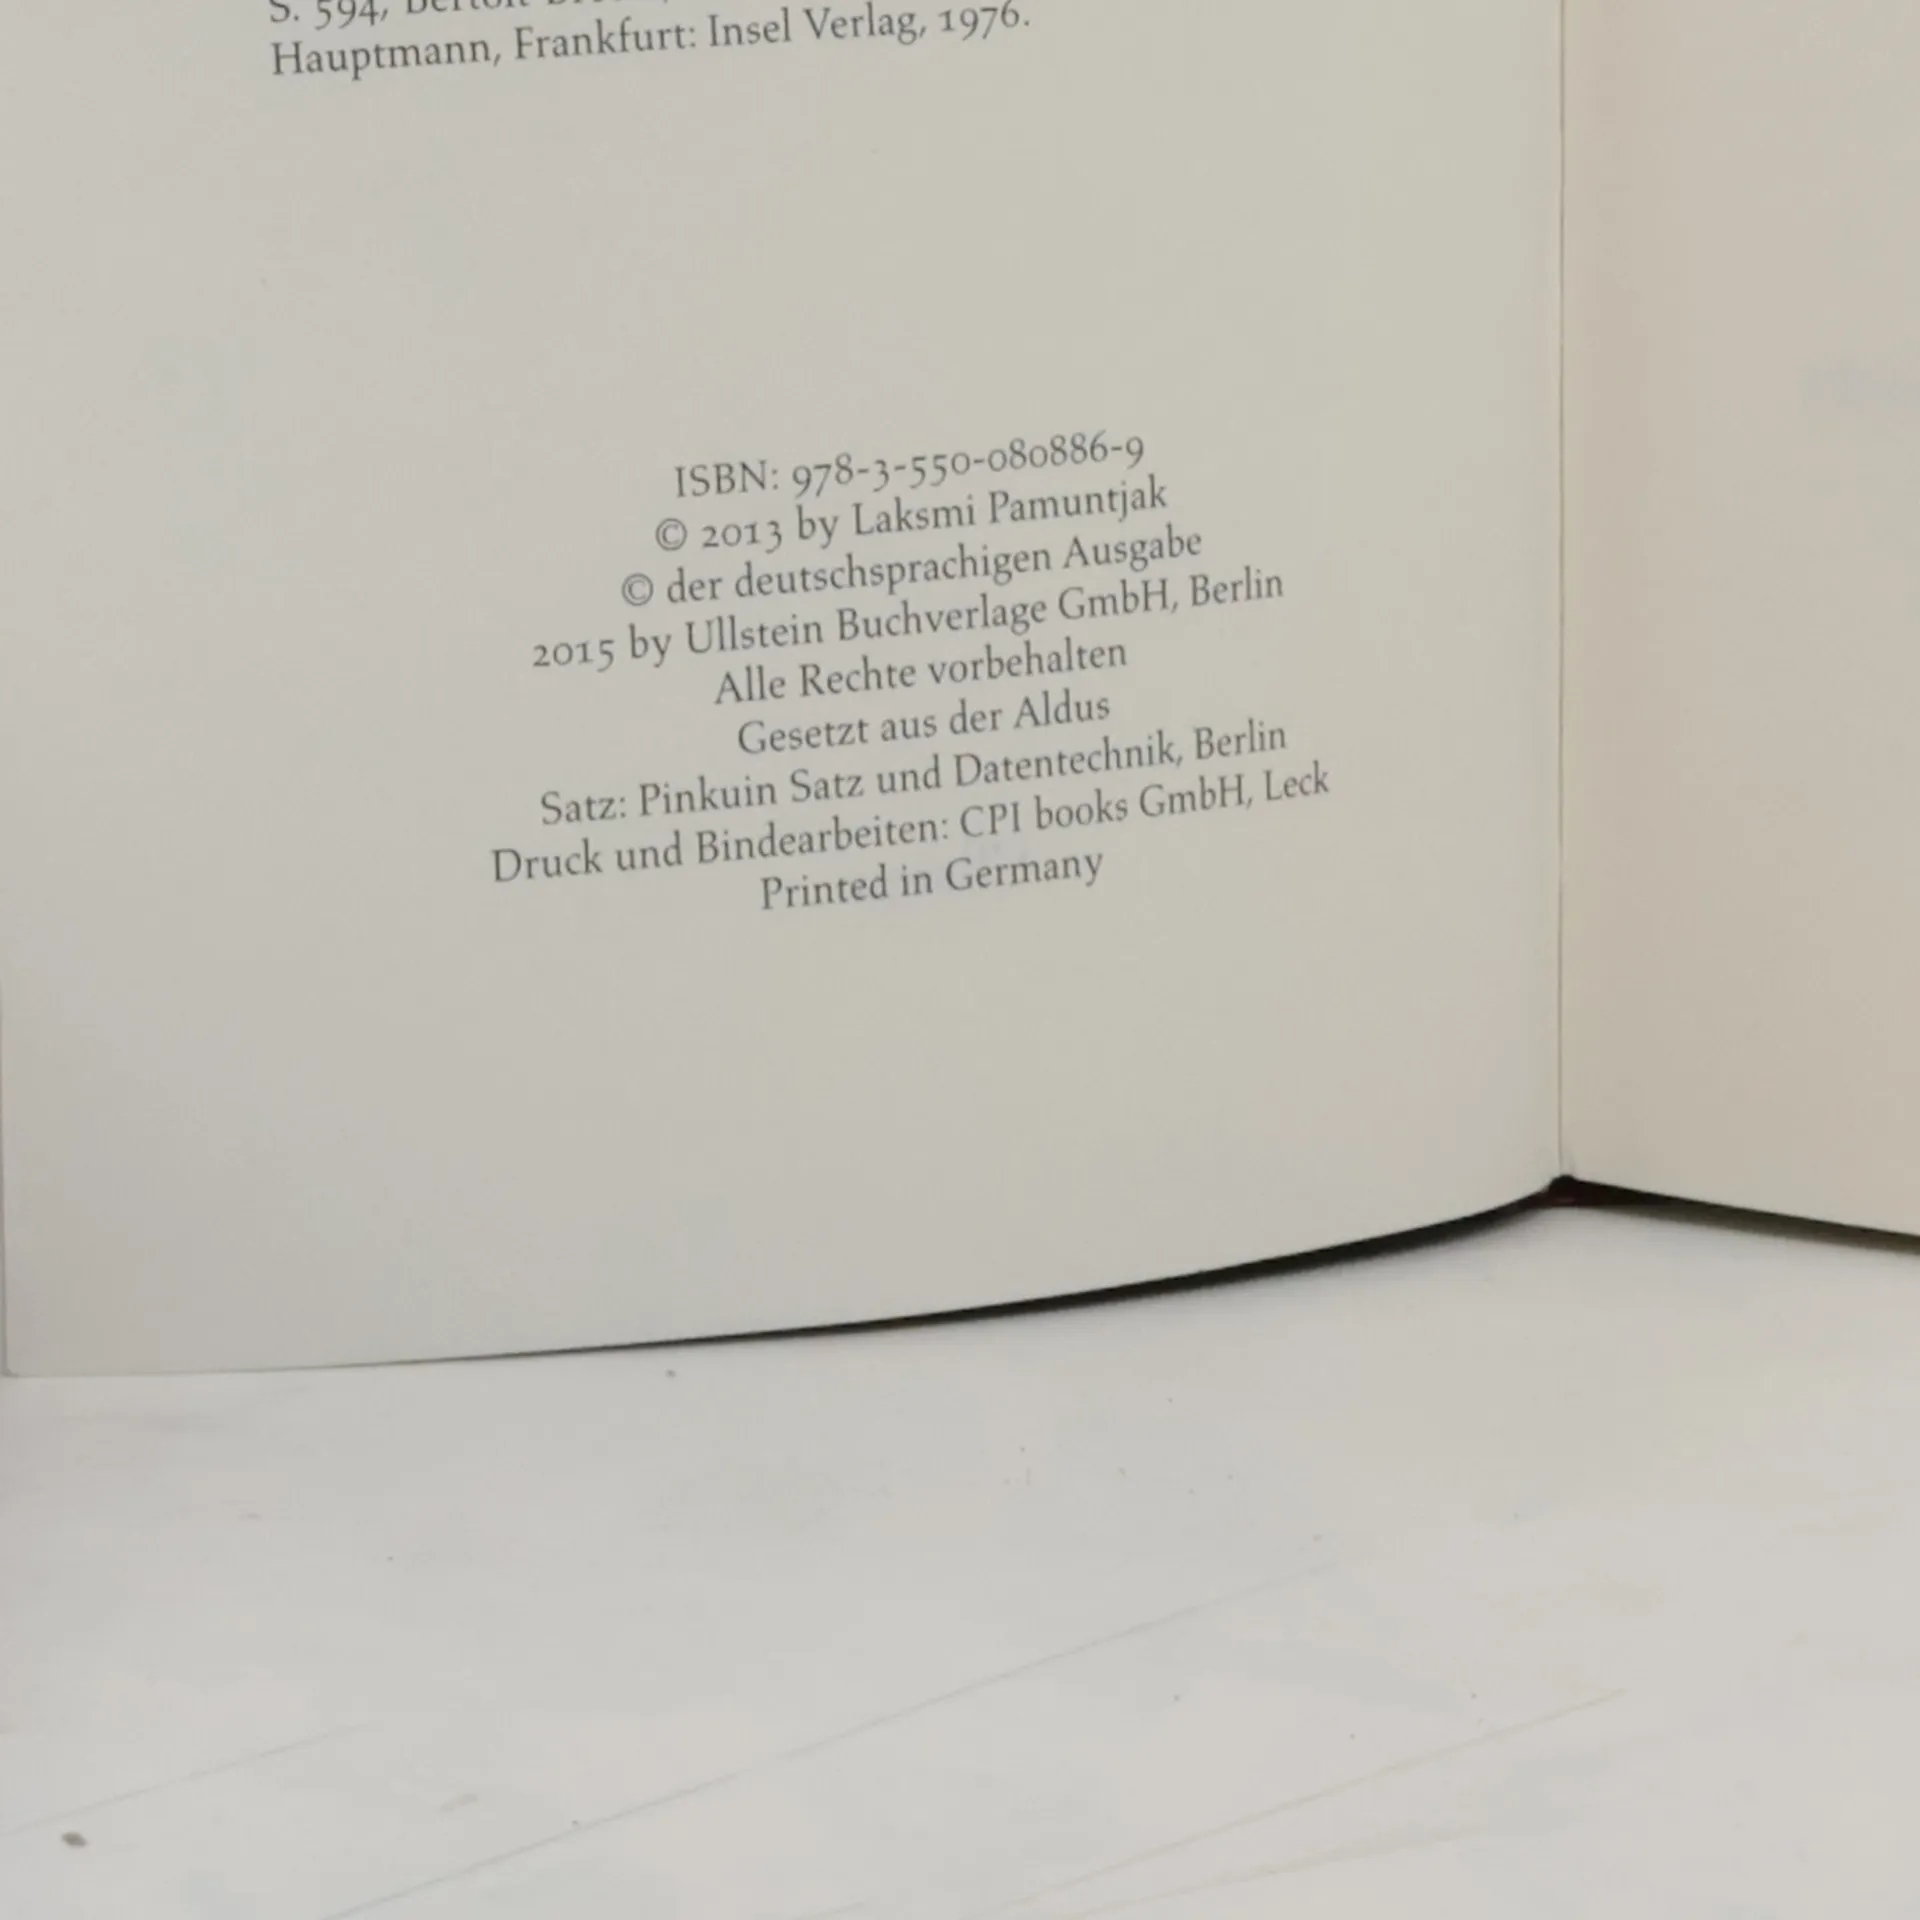 S. 594, Bertolt
Hauptmann, Frankfurt: Insel Verlag, 1976.
ISBN: 978-3-550-080886-9
© 2013 by Laksmi Pamuntjak
© der deutschsprachigen Ausgabe
2015 by Ullstein Buchverlage GmbH, Berlin
Alle Rechte vorbehalten
Gesetzt aus der Aldus
Satz: Pinkuin Satz und Datentechnik, Berlin
Druck und Bindearbeiten: CPI books GmbH, Leck
Printed in Germany